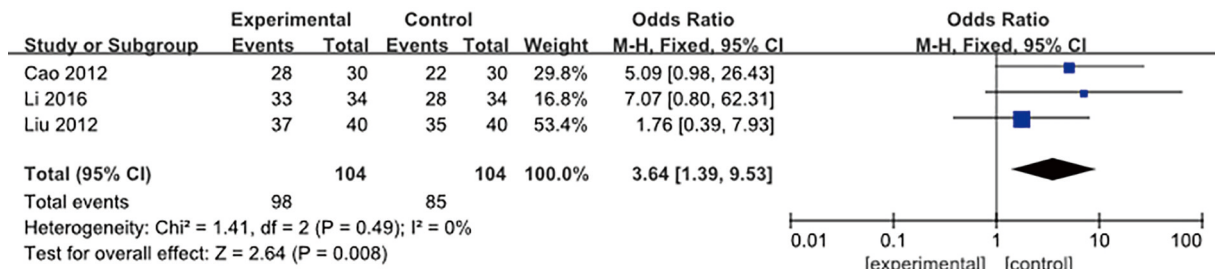 Experimental Control Odds Ratio Odds Ratio
Study or Subgroup Events Total Events Total Weight M-H, Fixed, 95% CI M-H, Fixed, 95% CI
Cao 2012 28 30 22 30 29.8% 5.09 [0.98, 26.43]
Li 2016 33 34 28 34 16.8% 7.07 [0.80, 62.31]
Liu 2012 37 40 35 40 53.4% 1.76 [0.39, 7.93]
Total (95% CI) 104 104 100.0% 3.64 [1.39, 9.53]
Total events 98 85
Heterogeneity: Chi² = 1.41, df = 2 (P = 0.49); I² = 0%
Test for overall effect: Z = 2.64 (P = 0.008)
0.01 0.1 1 10 100
[experimental] [control]